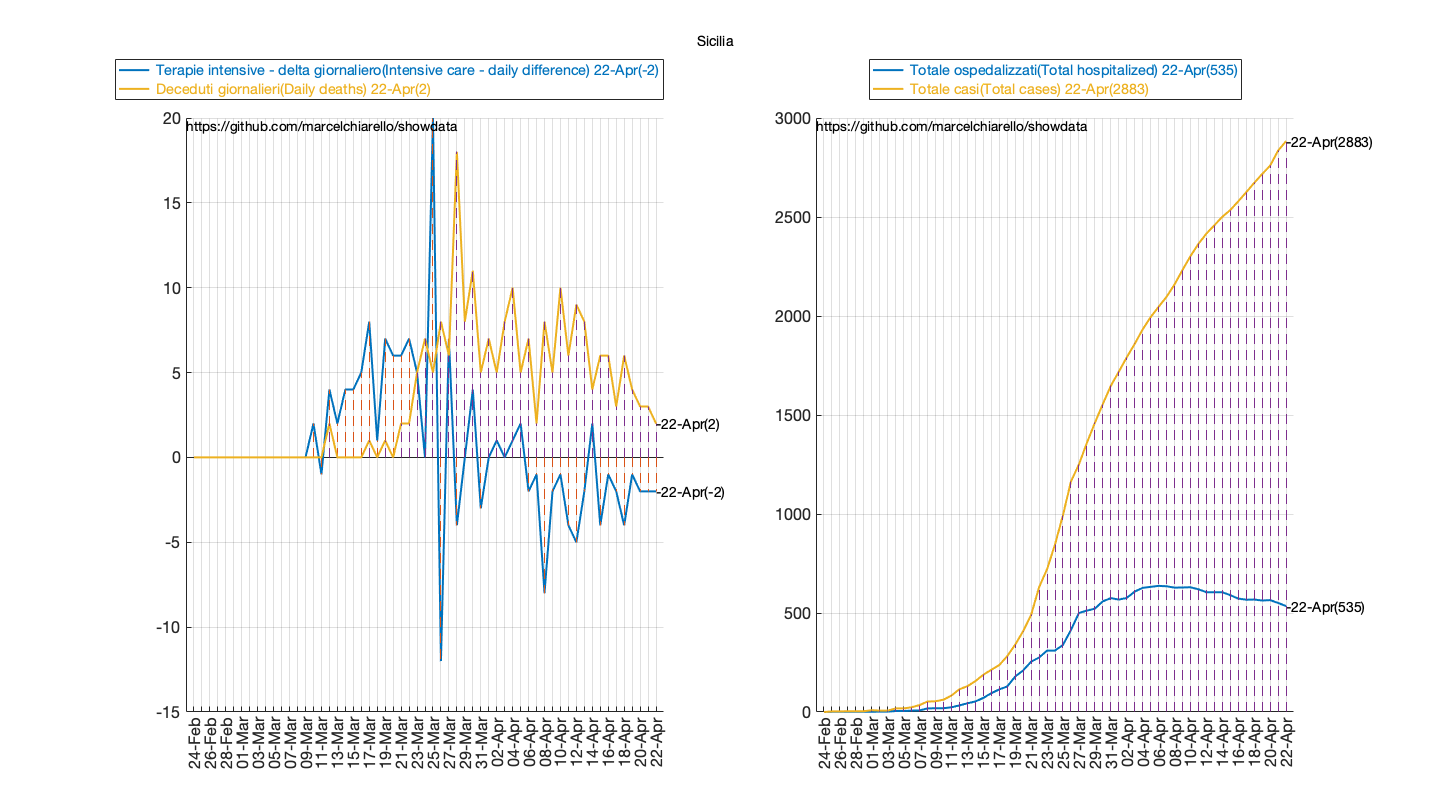 Sicilia
Terapie intensive - delta giornaliero(Intensive care - daily difference) 22-Apr(-2)
Deceduti giornalieri(Daily deaths) 22-Apr(2)
20
https://github.com/marcelchiarello/showdata
15
10
5
0
-5
-10
-15
-22-Apr(2)
-22-Apr(-2)
24-Feb
26-Feb
28-Feb
01-Mar
03-Mar
05-Mar
07-Mar
09-Mar
11-Mar
13-Mar
15-Mar
17-Mar
19-Mar
21-Mar
23-Mar
25-Mar
27-Mar
29-Mar
31-Mar
02-Apr
04-Apr
06-Apr
08-Apr
10-Apr
12-Apr
14-Apr
16-Apr
18-Apr
20-Apr
22-Apr
Totale ospedalizzati(Total hospitalized) 22-Apr(535)
Totale casi(Total cases) 22-Apr(2883)
3000
https://github.com/marcelchiarello/showdata
2500
2000
1500
1000
500
0
-22-Apr(2883)
-22-Apr(535)
24-Feb
26-Feb
28-Feb
01-Mar
03-Mar
05-Mar
07-Mar
09-Mar
11-Mar
13-Mar
15-Mar
17-Mar
19-Mar
21-Mar
23-Mar
25-Mar
27-Mar
29-Mar
31-Mar
02-Apr
04-Apr
06-Apr
08-Apr
10-Apr
12-Apr
14-Apr
16-Apr
18-Apr
20-Apr
22-Apr